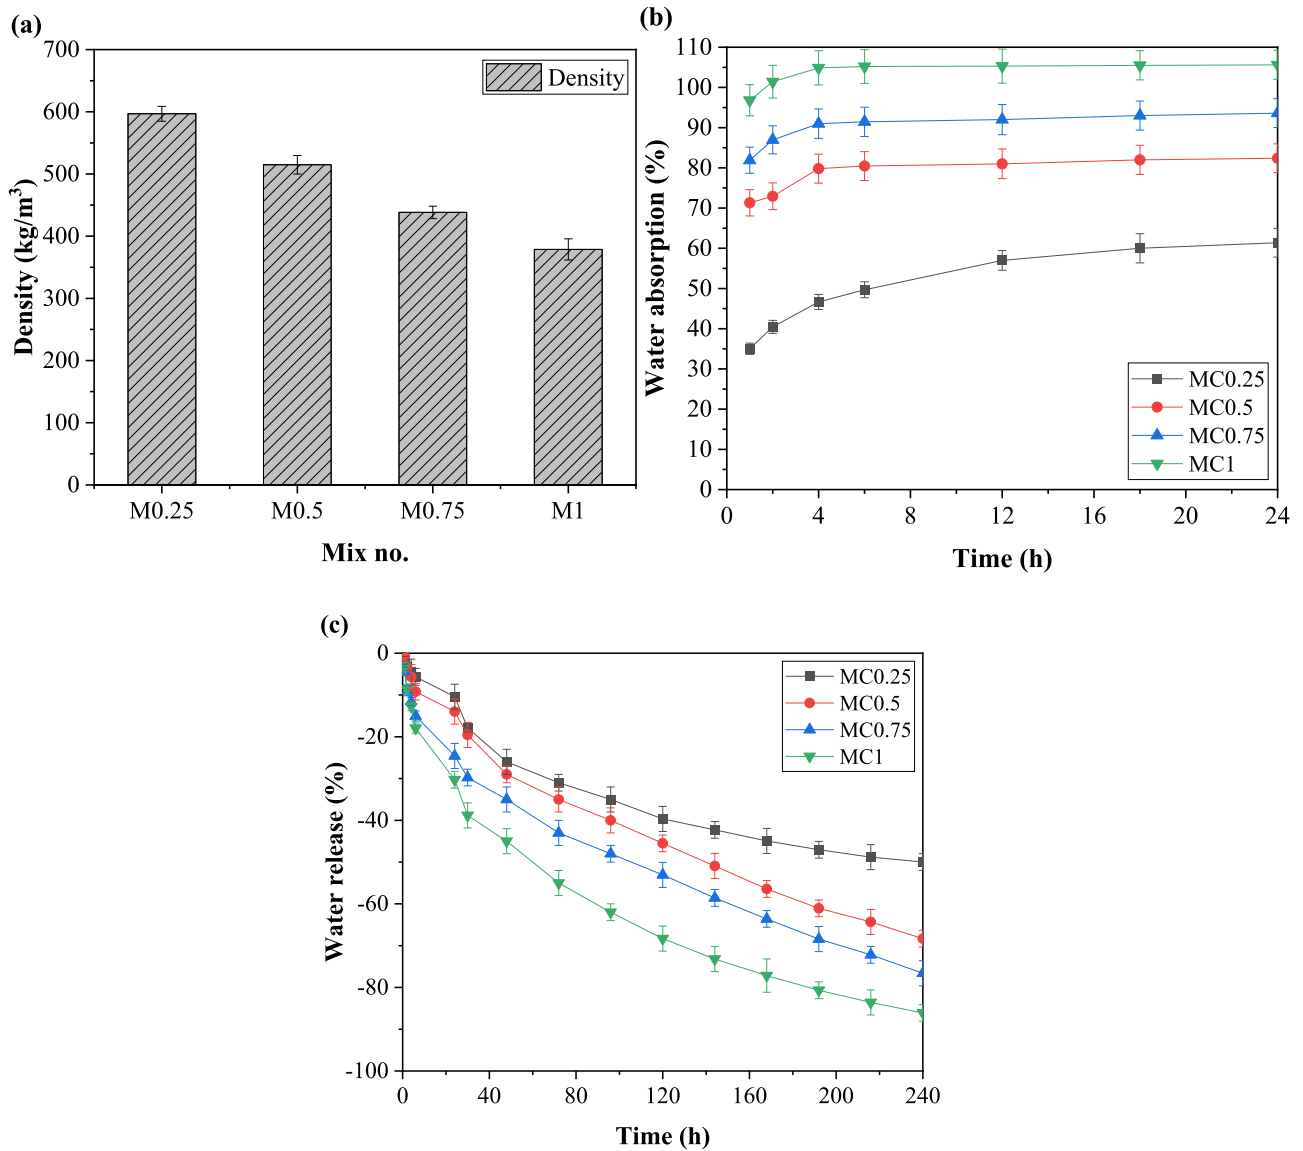 (a)
700
600
500
400
300
200
100
0
Density (kg/m³)
Density
M0.25 M0.5 M0.75 M1
Mix no.
(b)
110
100
90
80
70
60
50
40
30
20
10
0
Water absorption (%)
MC0.25
MC0.5
MC0.75
MC1
0 4 8 12 16 20 24
Time (h)
(c)
0
-20
-40
-60
-80
-100
Water release (%)
MC0.25
MC0.5
MC0.75
MC1
0 40 80 120 160 200 240
Time (h)